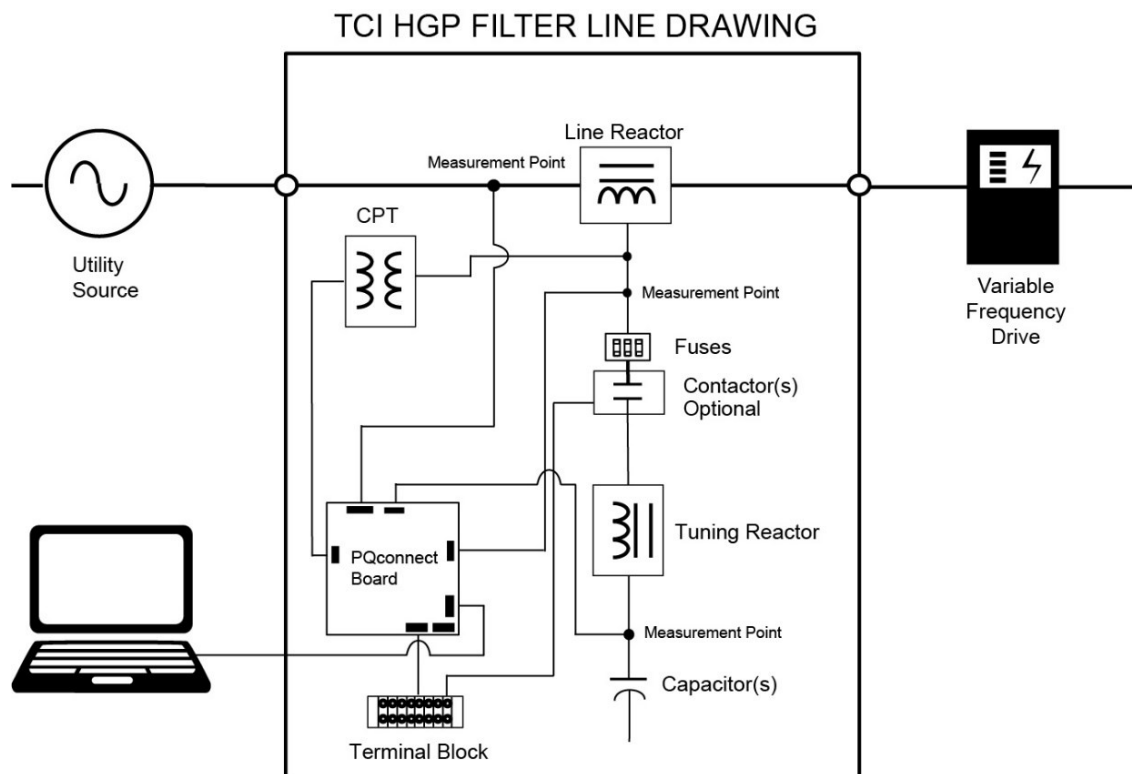 TCI HGP FILTER LINE DRAWING
Line Reactor
Measurement Point
CPT
Utility
Source
Measurement Point
Variable
Frequency
Drive
Fuses
Contactor(s)
Optional
Tuning Reactor
PQconnect
Board
Measurement Point
Capacitor(s)
Terminal Block